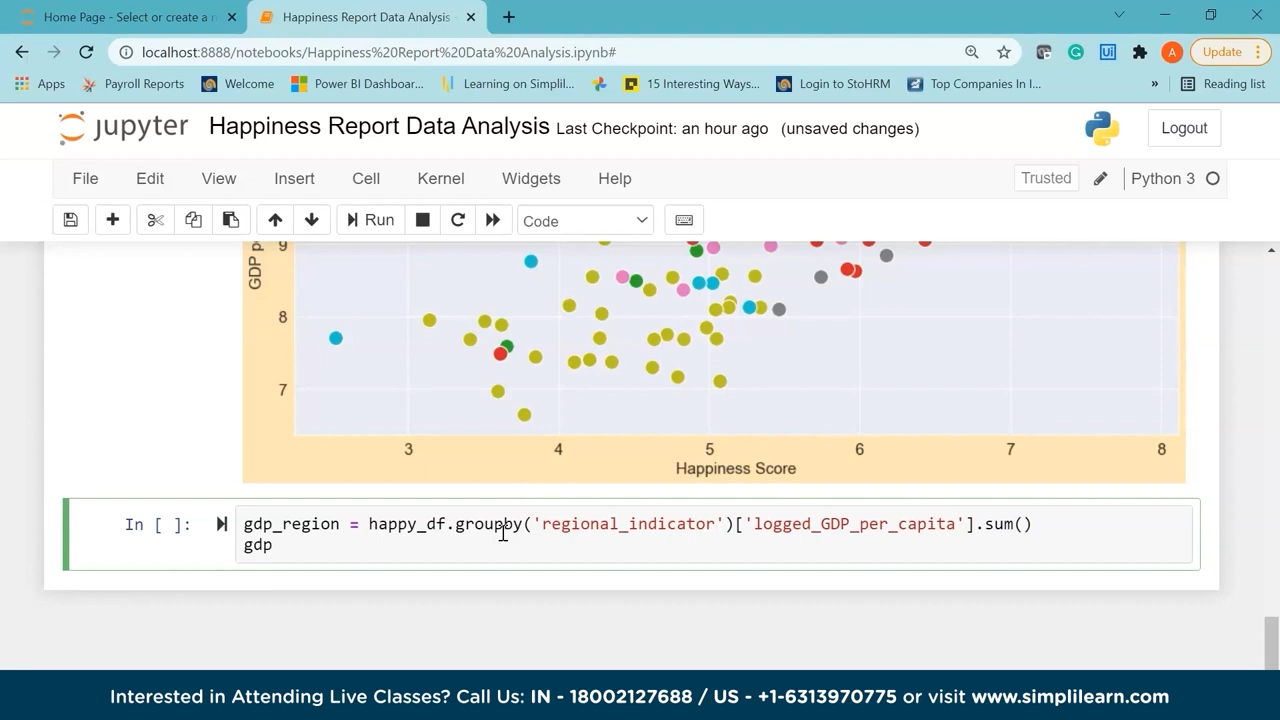 Home Page - Select or create a n
Happiness Report Data Analysis
localhost:8888/notebooks/Happiness%20Report%20Data%20Analysis.ipynb#
A
Update
Apps
Payroll Reports
Welcome
Power BI Dashboar...
Learning on Simplil...
15 Interesting Ways...
Login to StoHRM
Top Companies In I...
»
Reading list
jupyter
Happiness Report Data Analysis Last Checkpoint: an hour ago (unsaved changes)
Logout
File Edit View Insert Cell Kernel Widgets Help
Trusted
Python 3
Run
Code
9
GDP p
8
7
3 4 5 6 7 8
Happiness Score
In [ ]:
gdp_region = happy_df.groupby('regional_indicator')['logged_GDP_per_capita'].sum()
gdp
Interested in Attending Live Classes? Call Us: IN - 18002127688 / US - +1-6313970775 or visit www.simplilearn.com